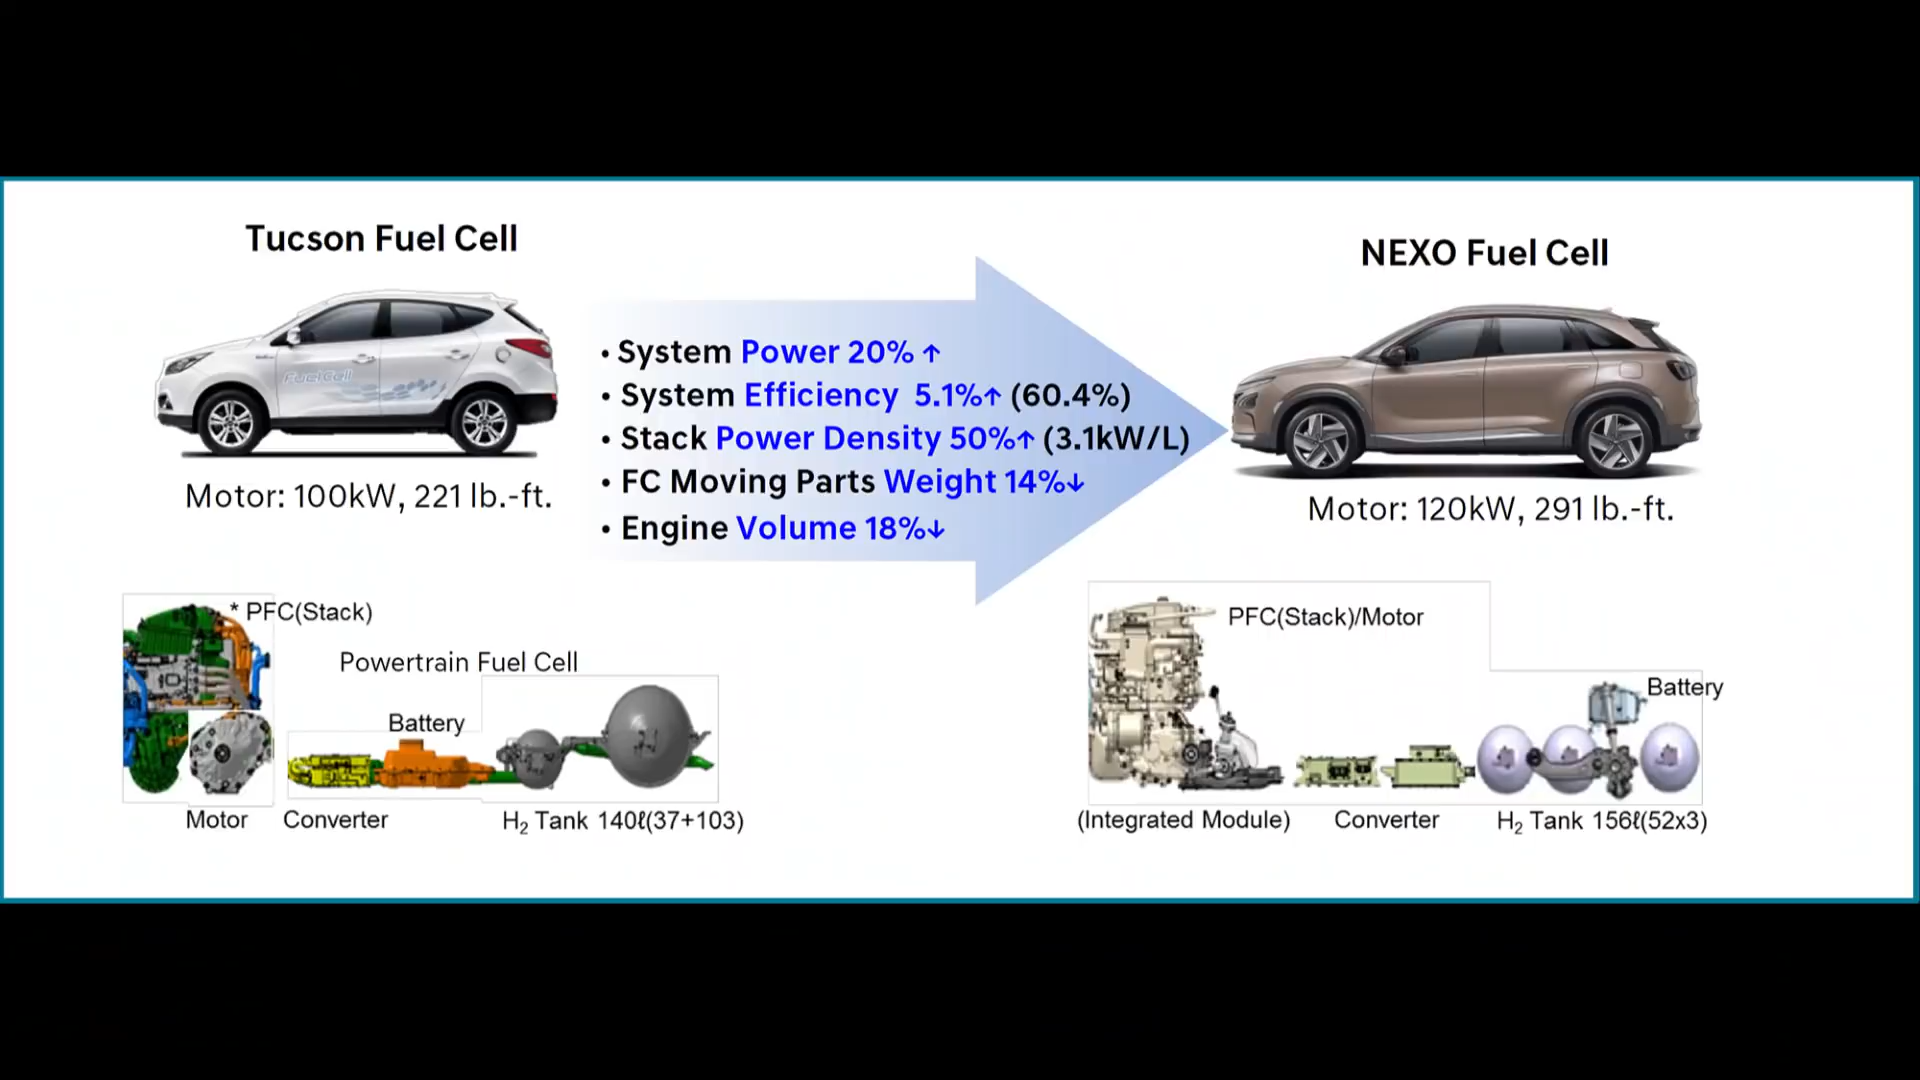 Tucson Fuel Cell
FuelCell
Motor: 100kW, 221 lb.-ft.
• System Power 20% ↑
• System Efficiency 5.1%↑ (60.4%)
• Stack Power Density 50%↑ (3.1kW/L)
• FC Moving Parts Weight 14%↓
• Engine Volume 18%↓
NEXO Fuel Cell
Motor: 120kW, 291 lb.-ft.
* PFC(Stack)
Powertrain Fuel Cell
Battery
Motor
Converter
H₂ Tank 140ℓ(37+103)
PFC(Stack)/Motor
Battery
(Integrated Module)
Converter
H₂ Tank 156ℓ(52x3)